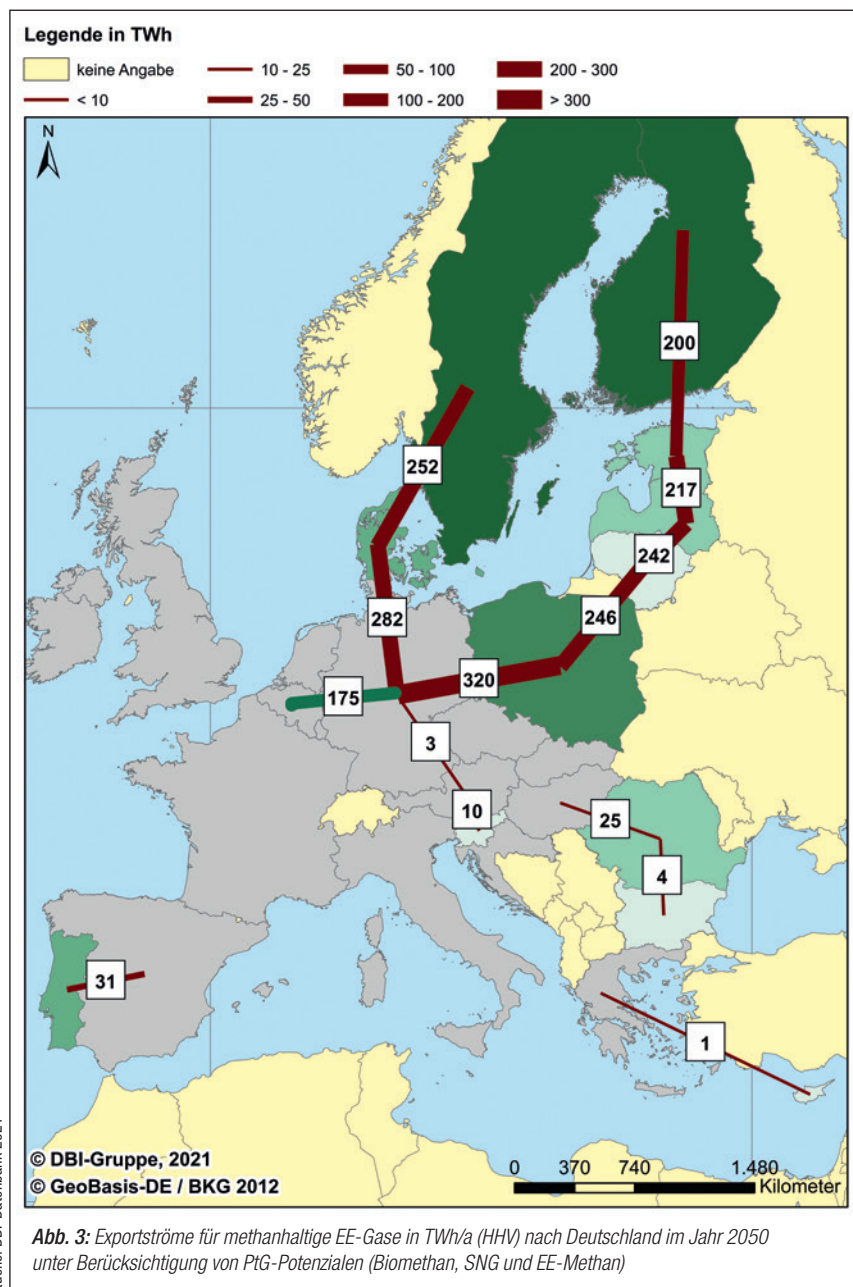 Legende in TWh
keine Angabe
10 - 25
50 - 100
200 - 300
< 10
25 - 50
100 - 200
> 300
N
200
252
217
242
282
246
320
175
3
10
25
4
31
1
© DBI-Gruppe, 2021
© GeoBasis-DE / BKG 2012
0 370 740 1.480
Kilometer
Abb. 3: Exportströme für methanhaltige EE-Gase in TWh/a (HHV) nach Deutschland im Jahr 2050
unter Berücksichtigung von PtG-Potenzialen (Biomethan, SNG und EE-Methan)